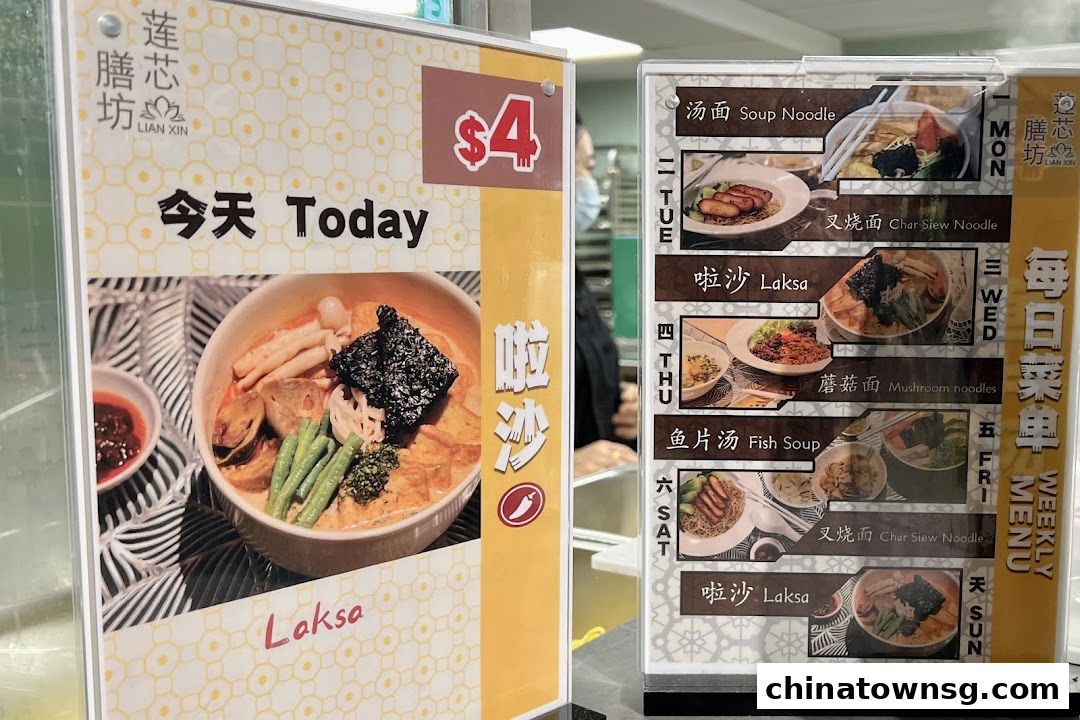 莲芯
膳坊
LIAN XIN
$4
今天 Today
啦沙
Laksa
汤面 Soup Noodle
一 MON
二 TUE
叉烧面 Char Siew Noodle
啦沙 Laksa
三 WED
四 THU
蘑菇面 Mushroom noodles
鱼片汤 Fish Soup
五 FRI
六 SAT
叉烧面 Char Siew Noodle
啦沙 Laksa
天 SUN
莲芯
膳坊
LIAN XIN
每日菜单
WEEKLY
MENU
chinatownsg.com